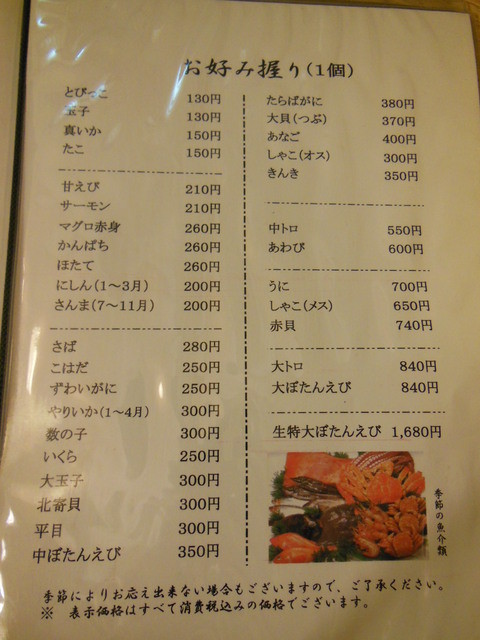 お好み握り(1個)
とびっこ 130円
玉子 130円
真いか 150円
たこ 150円
甘えび 210円
サーモン 210円
マグロ赤身 260円
かんぱち 260円
ほたて 260円
にしん(1～3月) 200円
さんま(7～11月) 200円
さば 280円
こはだ 250円
ずわいがに 250円
やりいか(1～4月) 300円
数の子 300円
いくら 250円
大玉子 300円
北寄貝 300円
平目 300円
中ぼたんえび 350円
たらばがに 380円
大貝(つぶ) 370円
あなご 400円
しゃこ(オス) 300円
きんき 350円
中トロ 550円
あわび 600円
うに 700円
しゃこ(メス) 650円
赤貝 740円
大トロ 840円
大ぼたんえび 840円
生特大ぼたんえび 1,680円
季節の魚介類
季節によりお応え出来ない場合もございますので、ご了承ください。
※ 表示価格はすべて消費税込みの価格でございます。